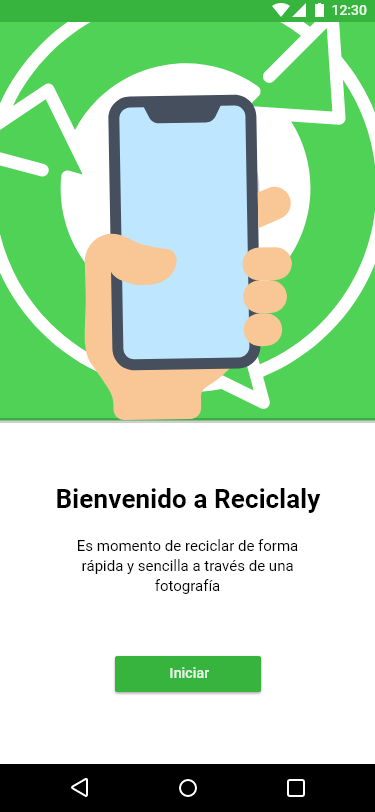 12:30
Bienvenido a Reciclaly
Es momento de reciclar de forma
rápida y sencilla a través de una
fotografía
Iniciar